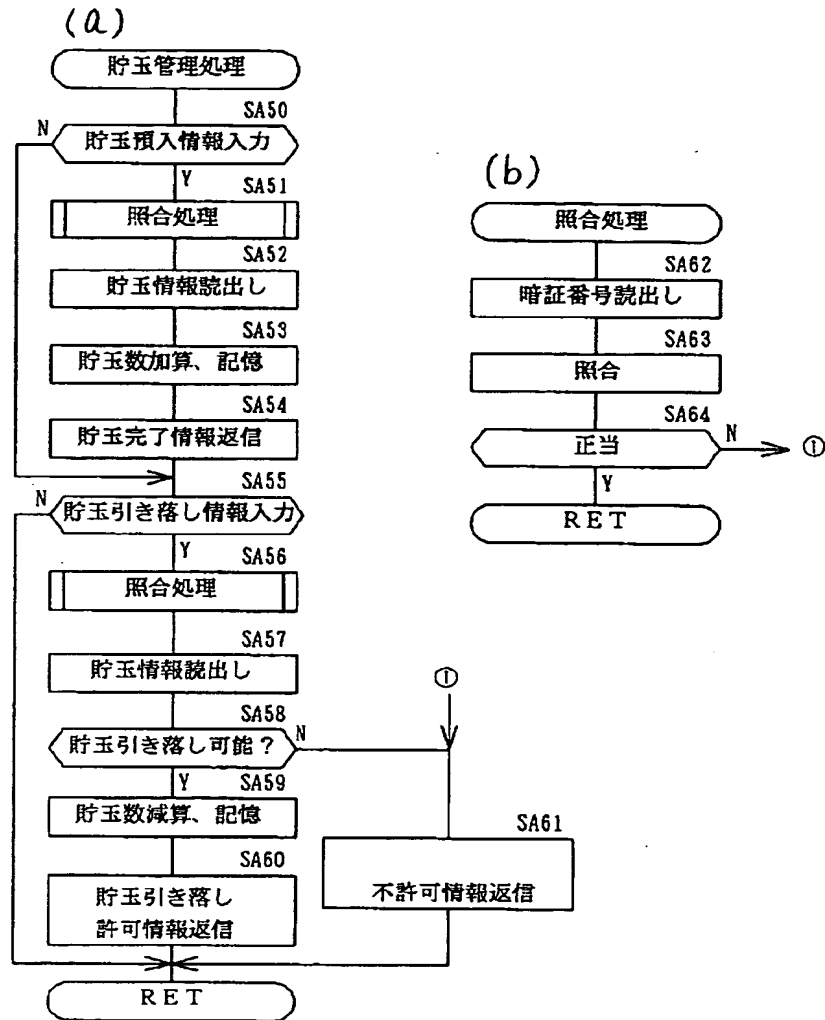 (a)
貯玉管理処理
SA50
N
貯玉預入情報入力
Y
SA51
照合処理
SA52
貯玉情報読出し
SA53
貯玉数加算、記憶
SA54
貯玉完了情報返信
SA55
N
貯玉引き落し情報入力
Y
SA56
照合処理
SA57
貯玉情報読出し
SA58
貯玉引き落し可能?
N
Y
SA59
貯玉数減算、記憶
SA60
貯玉引き落し
許可情報返信
RET
①
SA61
不許可情報返信
(b)
照合処理
SA62
暗証番号読出し
SA63
照合
SA64
正当
N
①
Y
RET